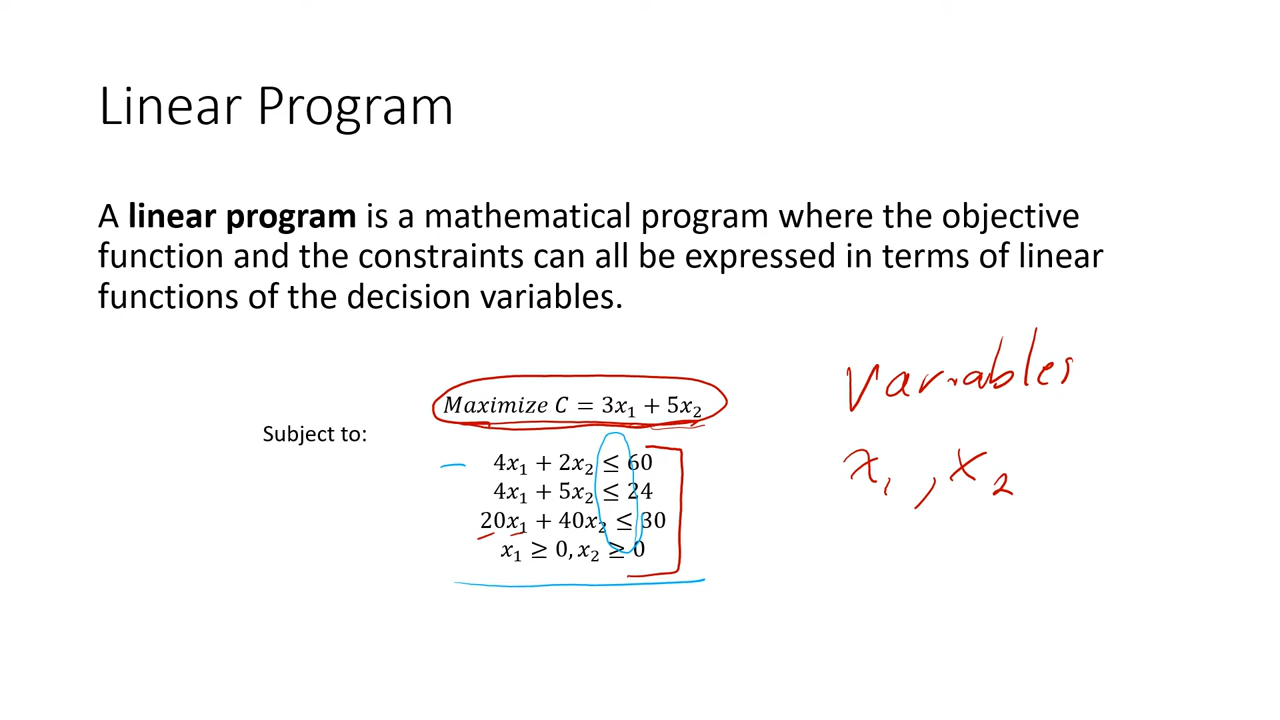 Linear Program
A linear program is a mathematical program where the objective
function and the constraints can all be expressed in terms of linear
functions of the decision variables.
Maximize C = 3x₁ + 5x₂
Subject to:
4x₁ + 2x₂ ≤ 60
4x₁ + 5x₂ ≤ 24
20x₁ + 40x₂ ≤ 30
x₁ ≥ 0, x₂ ≥ 0
Variables
x₁ , x₂